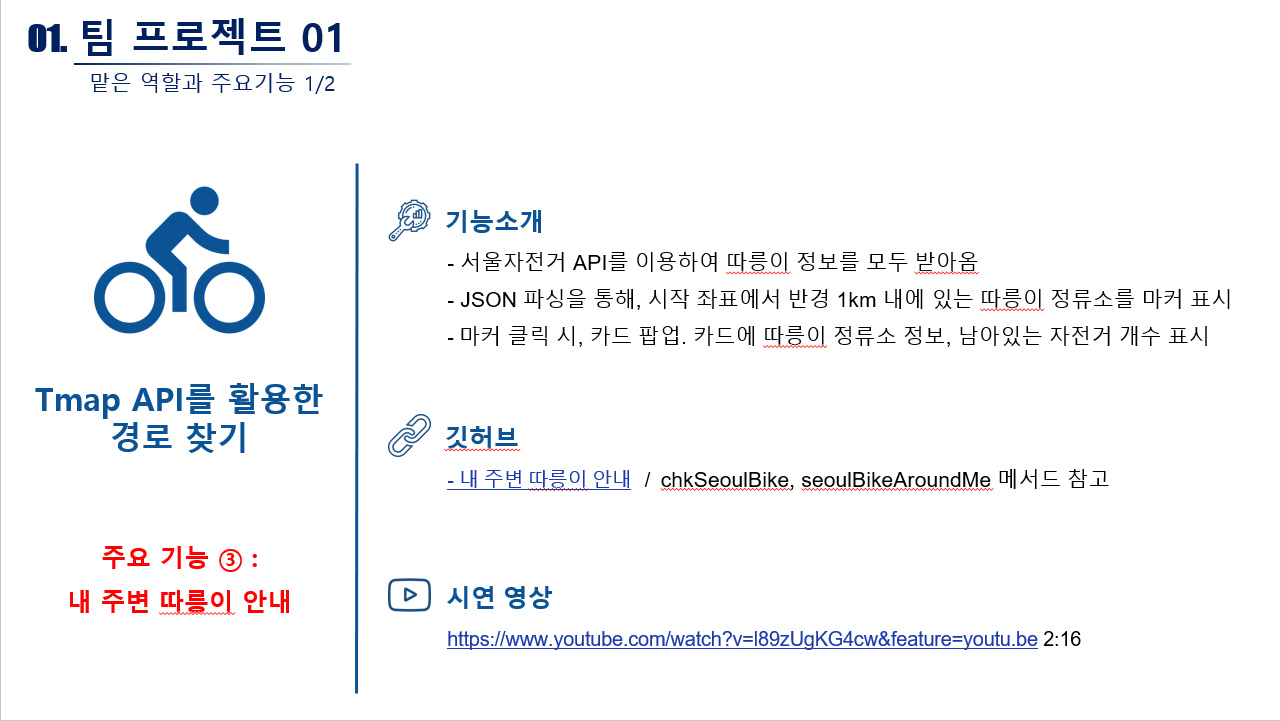 01. 팀 프로젝트 01
맡은 역할과 주요기능 1/2
Tmap API를 활용한
경로 찾기
주요 기능 ③ :
내 주변 따릉이 안내
기능소개
- 서울자전거 API를 이용하여 따릉이 정보를 모두 받아옴
- JSON 파싱을 통해, 시작 좌표에서 반경 1km 내에 있는 따릉이 정류소를 마커 표시
- 마커 클릭 시, 카드 팝업. 카드에 따릉이 정류소 정보, 남아있는 자전거 개수 표시
깃허브
- 내 주변 따릉이 안내 / chkSeoulBike, seoulBikeAroundMe 메서드 참고
시연 영상
https://www.youtube.com/watch?v=l89zUgKG4cw&feature=youtu.be 2:16